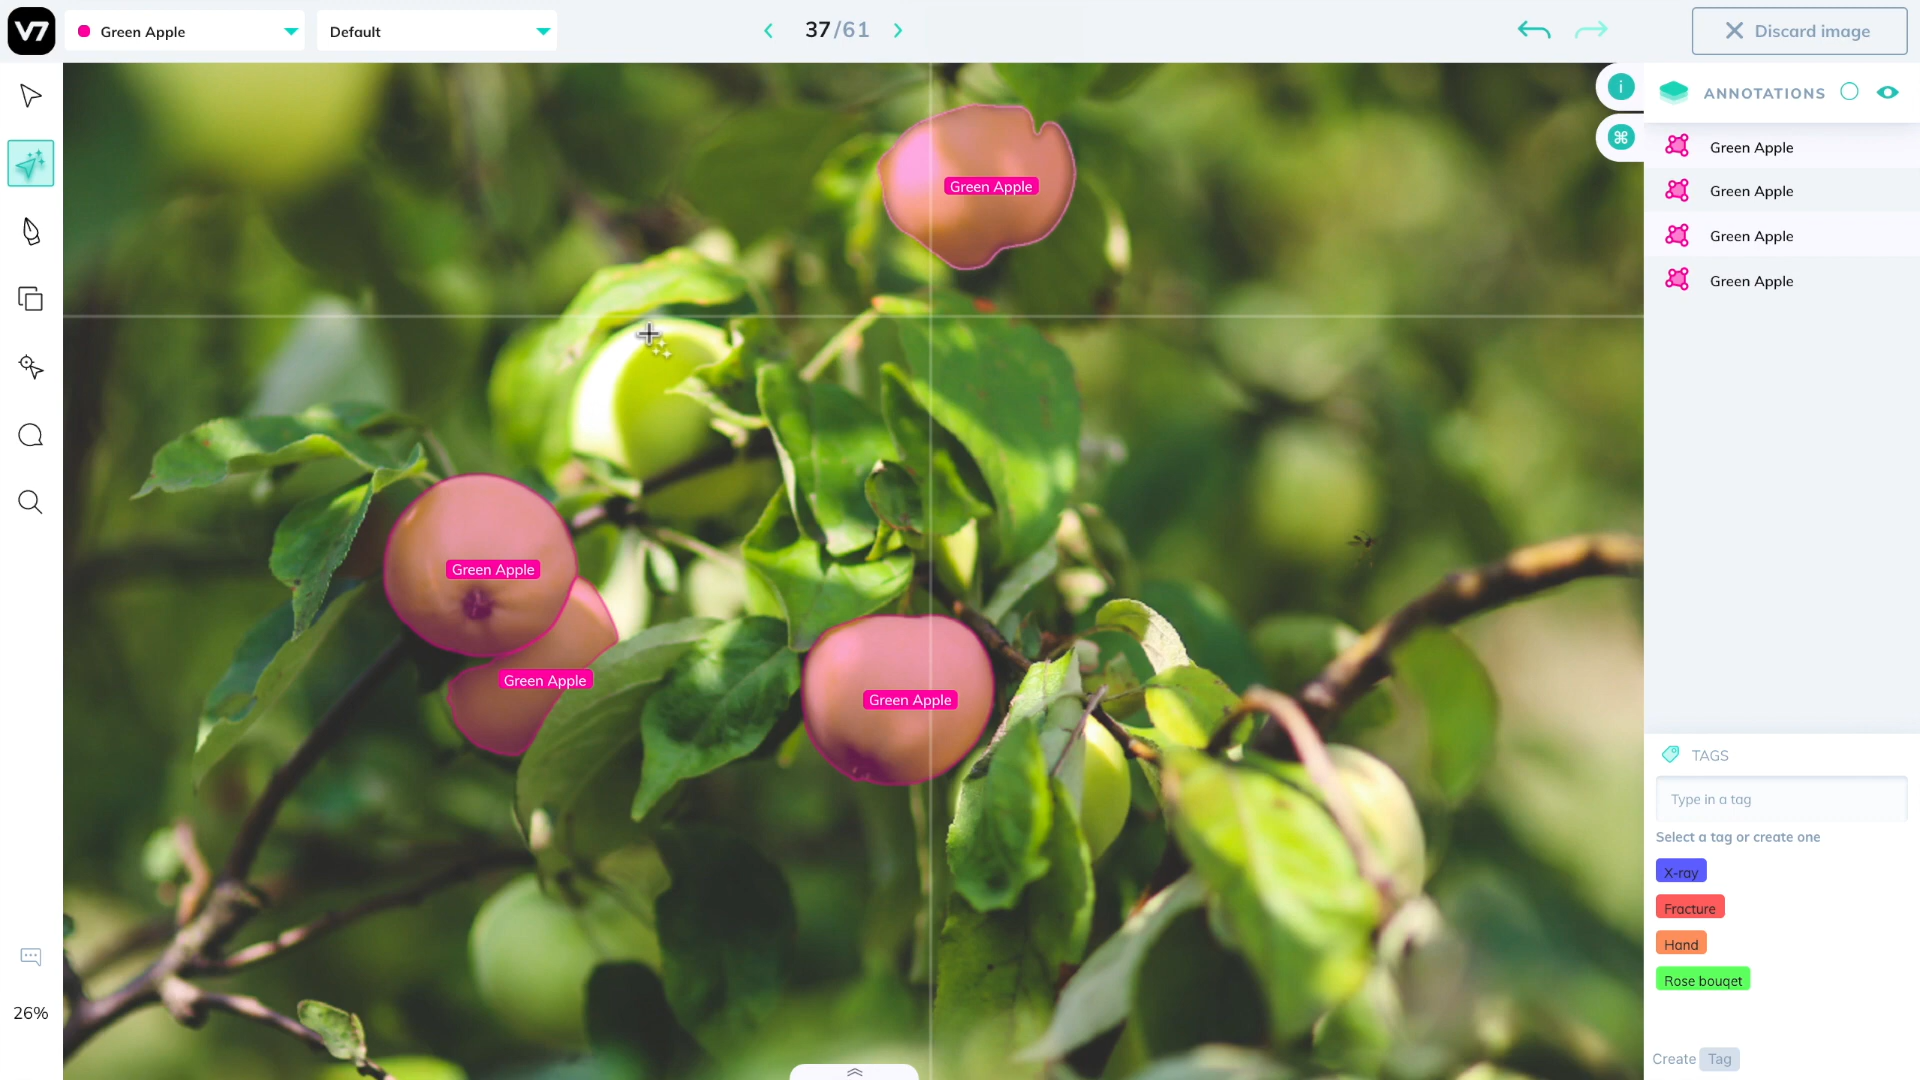 V7
Green Apple
Default
37/61
Discard image
ANNOTATIONS
Green Apple
Green Apple
Green Apple
Green Apple
Green Apple
Green Apple
Green Apple
Green Apple
TAGS
Type in a tag
Select a tag or create one
X-ray
Fracture
Hand
Rose bouqet
26%
Create Tag